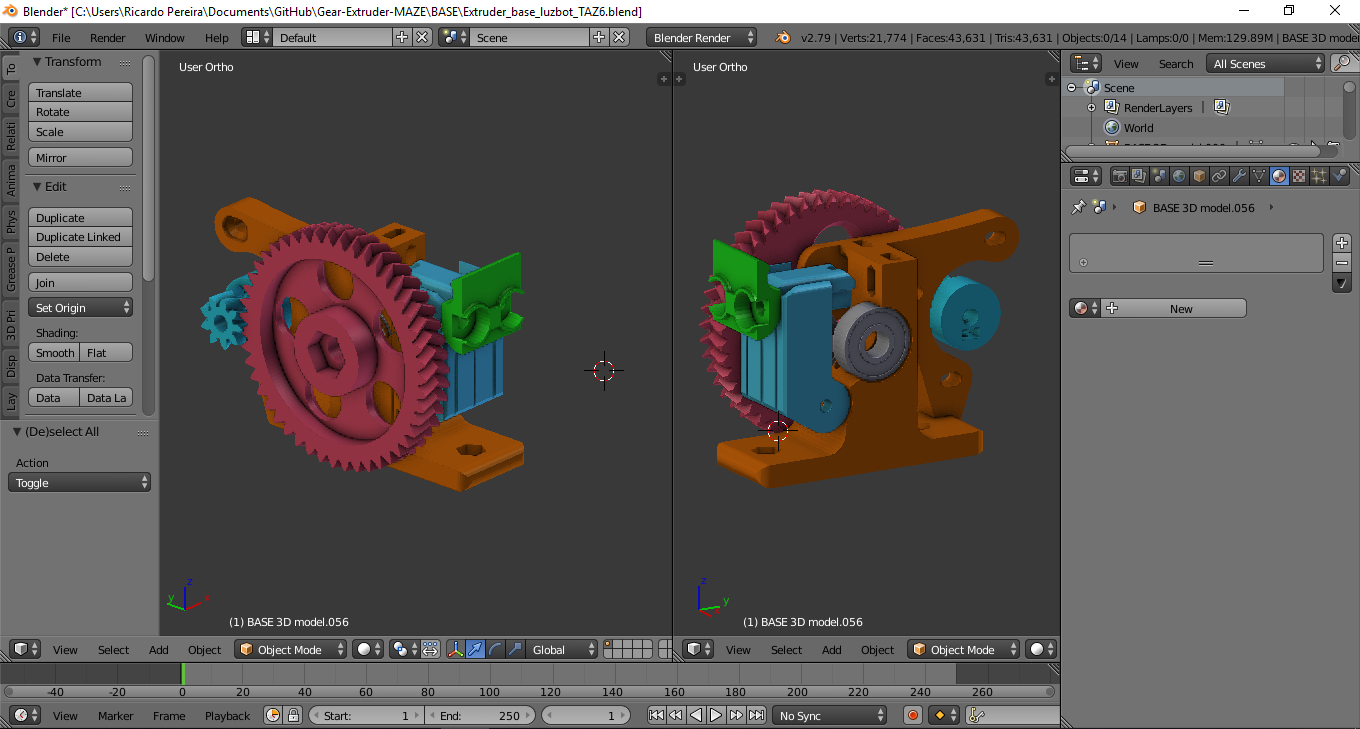 Blender* [C:\Users\Ricardo Pereira\Documents\GitHub\Gear-Extruder-MAZE\BASE\Extruder_base_luzbot_TAZ6.blend]
File Render Window Help Default Scene Blender Render v2.79 | Verts:21,774 | Faces:43,631 | Tris:43,631 | Objects:0/14 | Lamps:0/0 | Mem:129.89M | BASE 3D model
To
Cre
Relati
Anima
Phys
Grease P
3D Pri
Disp
Lay
Transform
Translate
Rotate
Scale
Mirror
Edit
Duplicate
Duplicate Linked
Delete
Join
Set Origin
Shading:
Smooth Flat
Data Transfer:
Data Data La
(De)select All
Action
Toggle
User Ortho
z
y
x
(1) BASE 3D model.056
View Select Add Object Object Mode Global
User Ortho
z
y
(1) BASE 3D model.056
View Select Add Object Object Mode
View Search All Scenes
Scene
RenderLayers
World
BASE 3D model.056
New
-40 -20 0 20 40 60 80 100 120 140 160 180 200 220 240 260
View Marker Frame Playback Start: 1 End: 250 1 No Sync